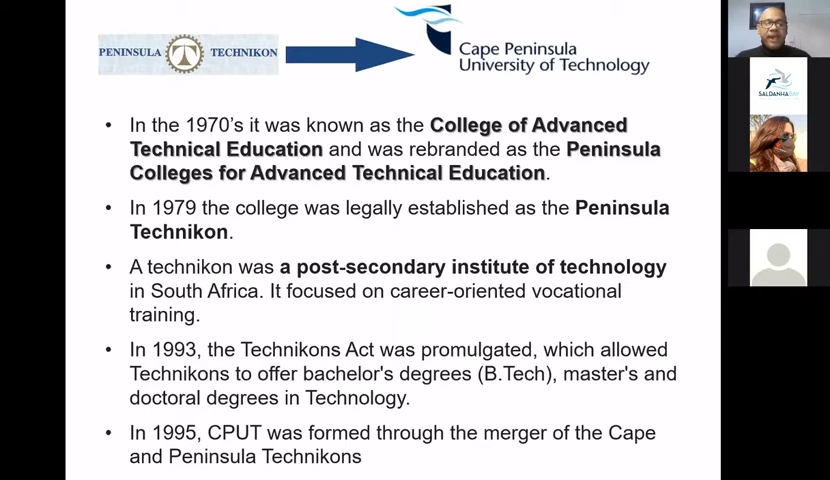 PENINSULA TECHNIKON
Cape Peninsula
University of Technology
• In the 1970's it was known as the College of Advanced
Technical Education and was rebranded as the Peninsula
Colleges for Advanced Technical Education.
• In 1979 the college was legally established as the Peninsula
Technikon.
• A technikon was a post-secondary institute of technology
in South Africa. It focused on career-oriented vocational
training.
• In 1993, the Technikons Act was promulgated, which allowed
Technikons to offer bachelor's degrees (B.Tech), master's and
doctoral degrees in Technology.
• In 1995, CPUT was formed through the merger of the Cape
and Peninsula Technikons
SALDANHABAY